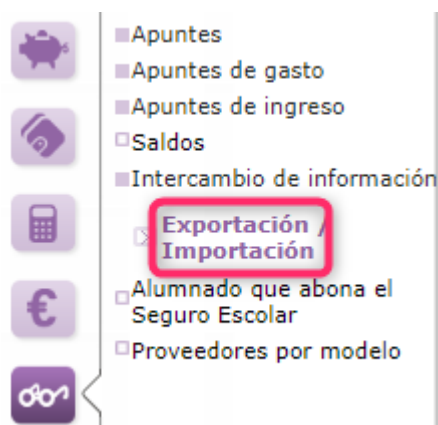 Apuntes
Apuntes de gasto
Apuntes de ingreso
Saldos
Intercambio de información
Exportación /
Importación
Alumnado que abona el
Seguro Escolar
Proveedores por modelo